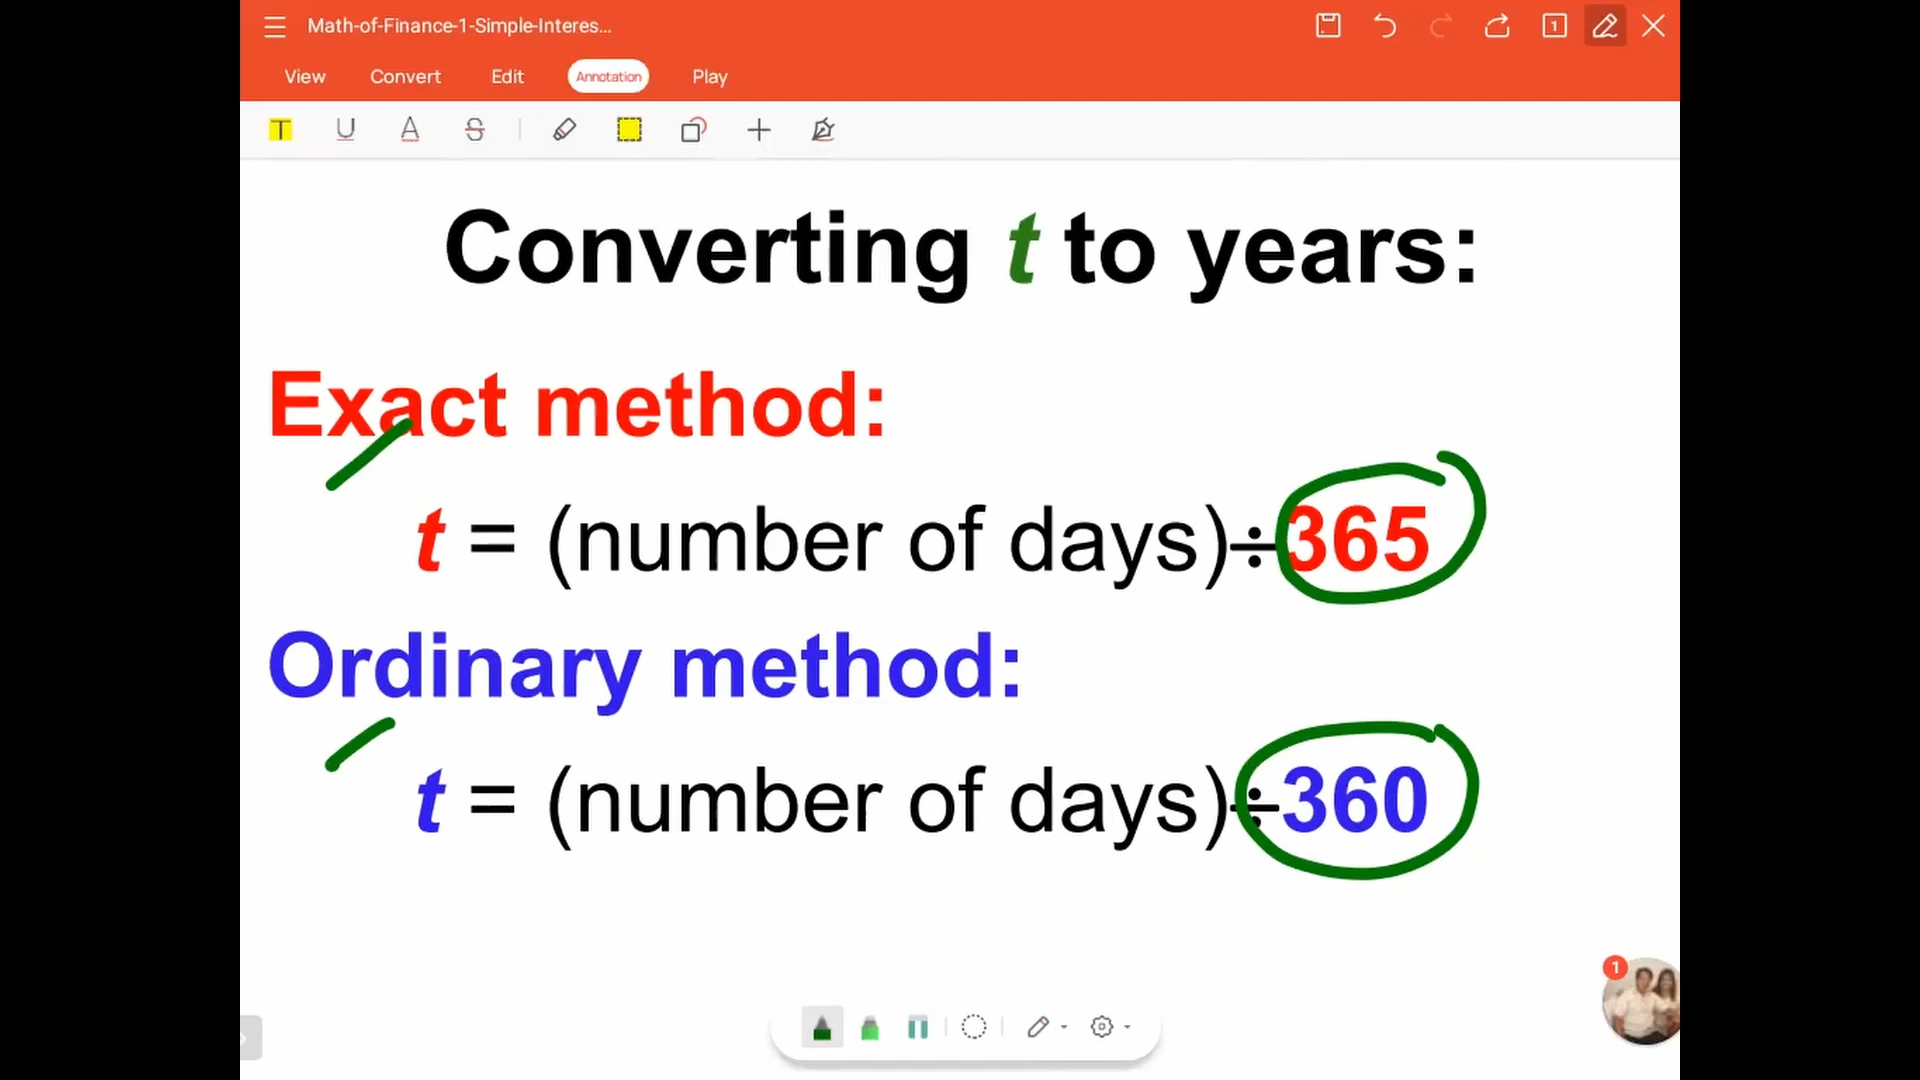 Math-of-Finance-1-Simple-Interes...
1
View Convert Edit Annotation Play
T U A S
Converting t to years:
Exact method:
t = (number of days)÷365
Ordinary method:
t = (number of days)÷360
1